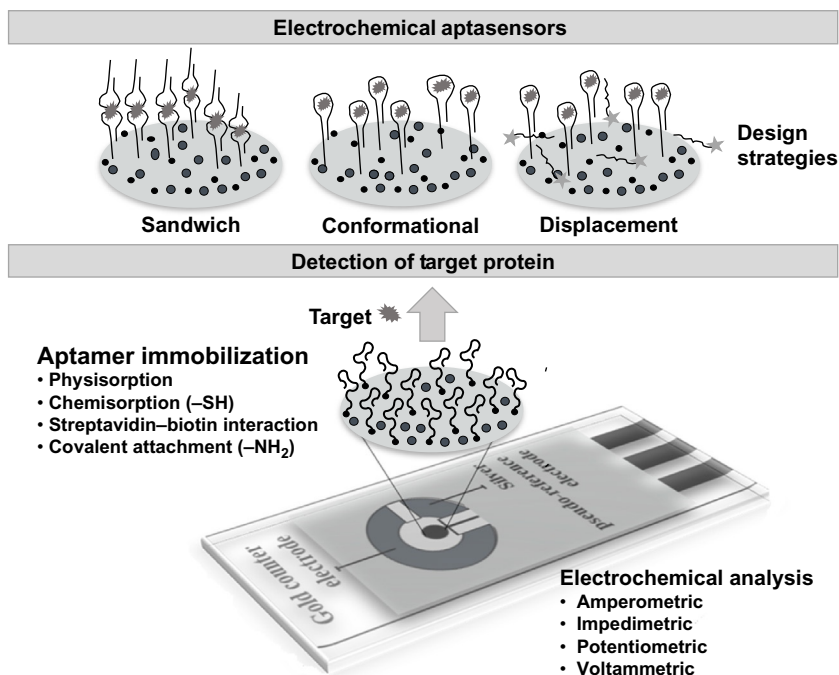 Electrochemical aptasensors
Design
strategies
Sandwich
Conformational
Displacement
Detection of target protein
Target
Aptamer immobilization
• Physisorption
• Chemisorption (–SH)
• Streptavidin–biotin interaction
• Covalent attachment (–NH₂)
Silver
pseudo-reference
electrode
Gold counter
electrode
Electrochemical analysis
• Amperometric
• Impedimetric
• Potentiometric
• Voltammetric